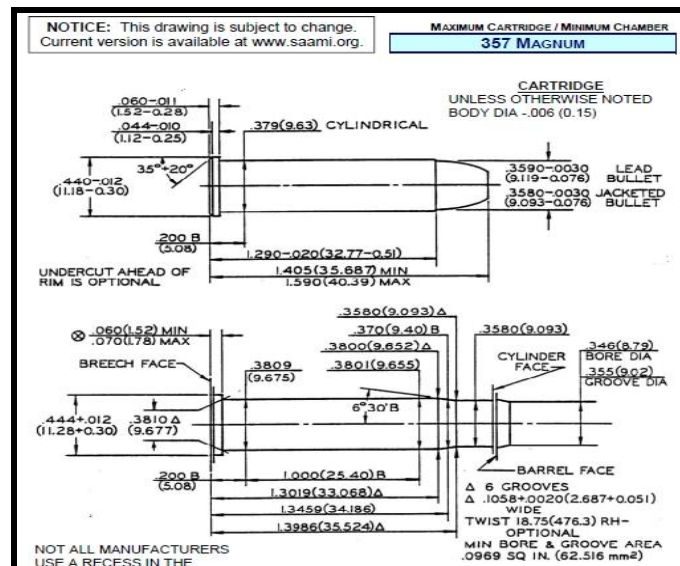 NOTICE: This drawing is subject to change.
Current version is available at www.saami.org.
MAXIMUM CARTRIDGE / MINIMUM CHAMBER
357 MAGNUM
CARTRIDGE
UNLESS OTHERWISE NOTED
BODY DIA -.006 (0.15)
.060-.011
(1.52-0.28)
.044-.010
(1.12-0.25)
.379(9.63) CYLINDRICAL
35°+20°
.440-.012
(11.18-0.30)
.3590-.0030 LEAD
(9.119-0.076) BULLET
.3580-.0030 JACKETED
(9.093-0.076) BULLET
.200 B
(5.08)
1.290-.020(32.77-0.51)
1.405(35.687) MIN
1.590(40.39) MAX
UNDERCUT AHEAD OF
RIM IS OPTIONAL
⊗ .060(1.52) MIN
.070(1.78) MAX
BREECH FACE
.3580(9.093) Δ
.370(9.40) B
.3800(9.652) Δ
.3809
(9.675)
.3801(9.655)
6°30'B
.3580(9.093)
CYLINDER
FACE
.346(8.79)
BORE DIA
.355(9.02)
GROOVE DIA
.444+.012
(11.28+0.30)
.3810 Δ
(9.677)
.200 B
(5.08)
1.000(25.40) B
1.3019(33.068) Δ
1.3459(34.186)
1.3986(35.524) Δ
BARREL FACE
Δ 6 GROOVES
Δ .1058+.0020(2.687+0.051)
WIDE
TWIST 18.75(476.3) RH-
OPTIONAL
MIN BORE & GROOVE AREA
.0969 SQ IN. (62.516 mm²)
NOT ALL MANUFACTURERS
USE A RECESS IN THE